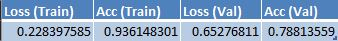 Loss (Train) Acc (Train) Loss (Val) Acc (Val)
0.228397585 0.936148301 0.65276811 0.78813559